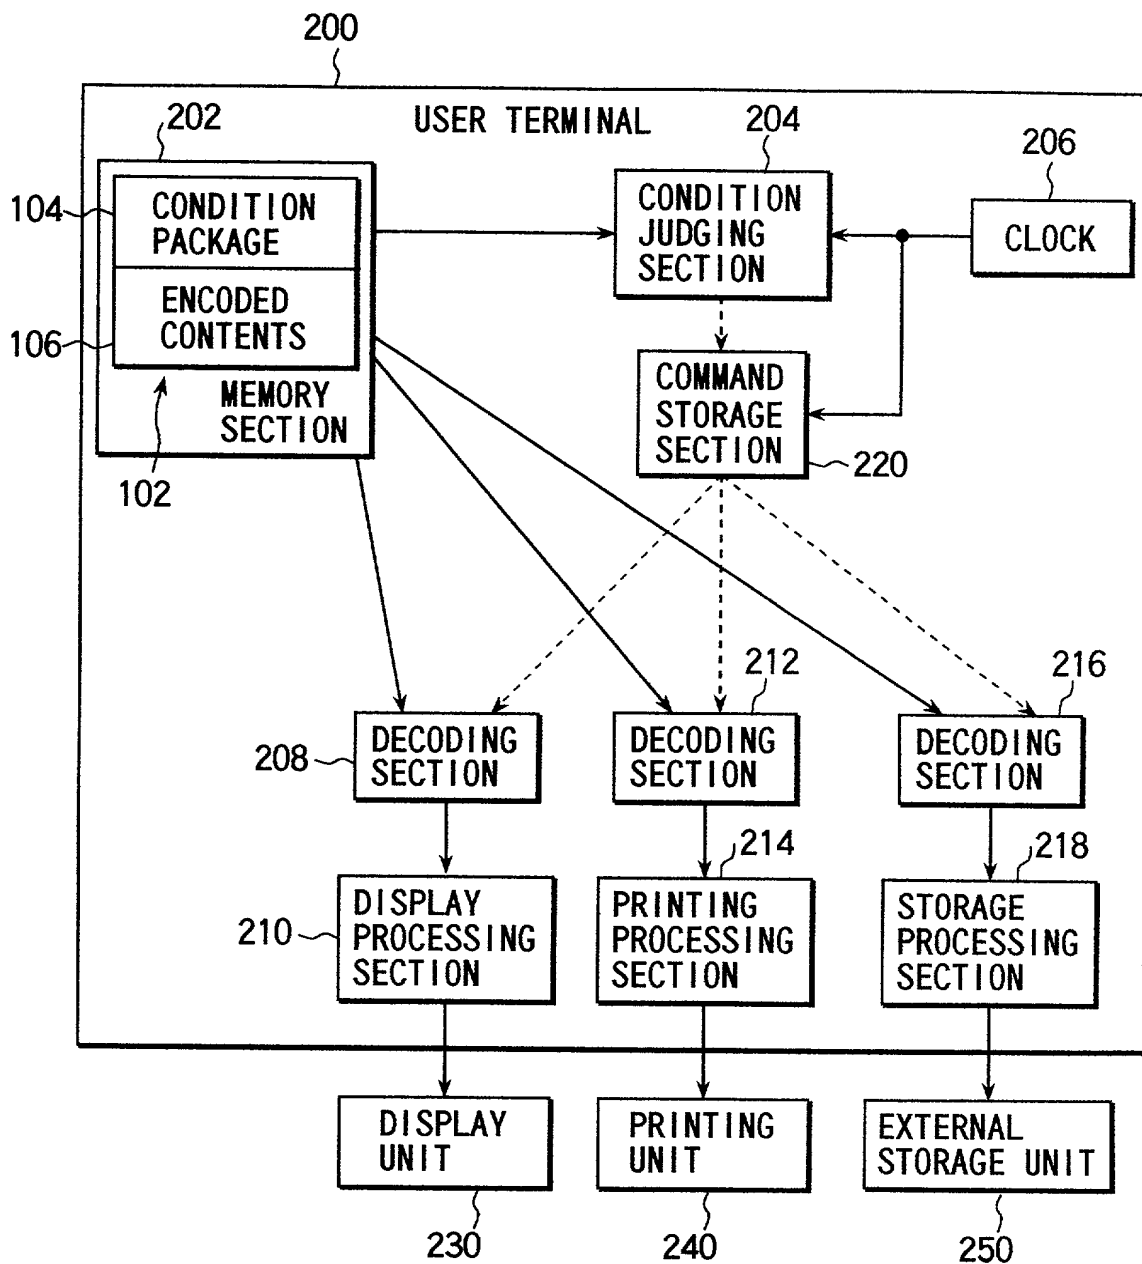 200
USER TERMINAL
202
204
206
104
CONDITION
PACKAGE
CONDITION
JUDGING
SECTION
CLOCK
106
ENCODED
CONTENTS
MEMORY
SECTION
102
COMMAND
STORAGE
SECTION
220
212
216
208
DECODING
SECTION
DECODING
SECTION
DECODING
SECTION
214
218
210
DISPLAY
PROCESSING
SECTION
PRINTING
PROCESSING
SECTION
STORAGE
PROCESSING
SECTION
DISPLAY
UNIT
PRINTING
UNIT
EXTERNAL
STORAGE UNIT
230
240
250